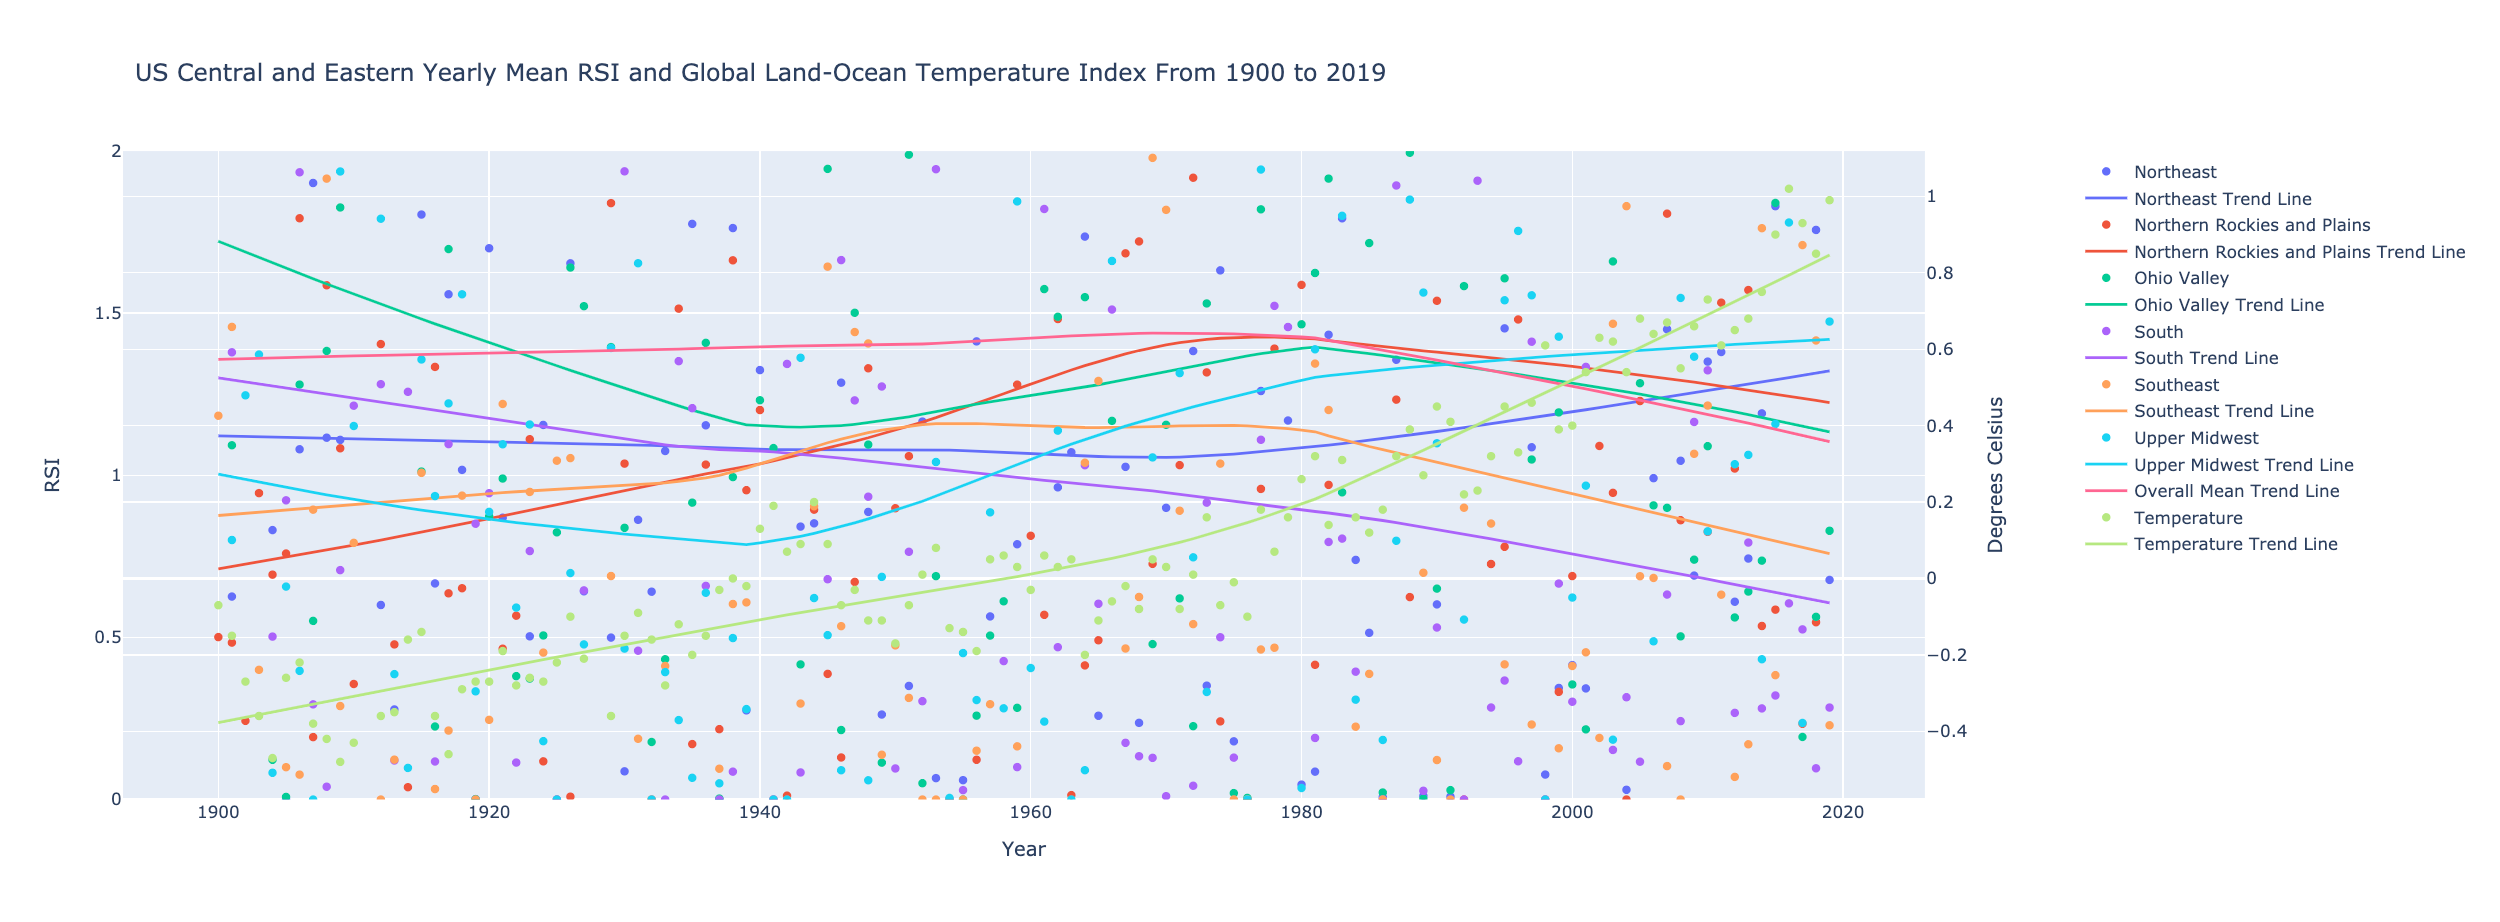 US Central and Eastern Yearly Mean RSI and Global Land-Ocean Temperature Index From 1900 to 2019
RSI
2
1.5
1
0.5
0
1900
1920
1940
1960
1980
2000
2020
Year
1
0.8
0.6
0.4
0.2
0
−0.2
−0.4
Degrees Celsius
Northeast
Northeast Trend Line
Northern Rockies and Plains
Northern Rockies and Plains Trend Line
Ohio Valley
Ohio Valley Trend Line
South
South Trend Line
Southeast
Southeast Trend Line
Upper Midwest
Upper Midwest Trend Line
Overall Mean Trend Line
Temperature
Temperature Trend Line